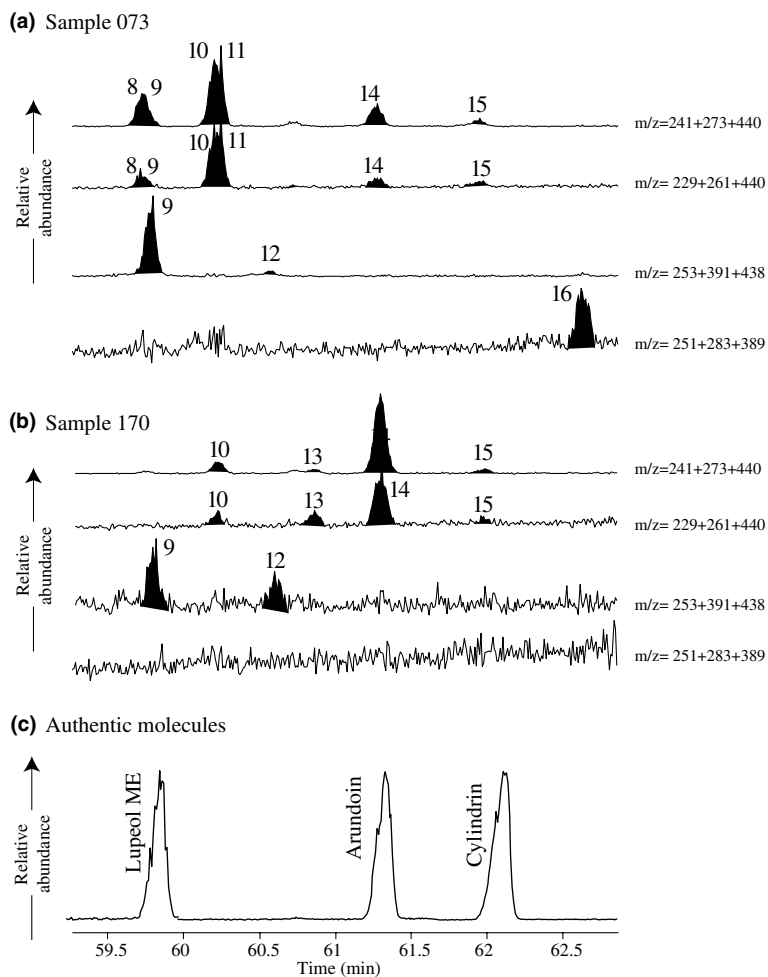 (a) Sample 073
Relative
abundance
8 9
10 11
14
15
m/z=241+273+440
8 9
10 11
14
15
m/z= 229+261+440
9
12
m/z= 253+391+438
16
m/z= 251+283+389
(b) Sample 170
Relative
abundance
10
13
15
m/z=241+273+440
10
13
14
15
m/z= 229+261+440
9
12
m/z= 253+391+438
m/z= 251+283+389
(c) Authentic molecules
Relative
abundance
Lupeol ME
Arundoin
Cylindrin
59.5 60 60.5 61 61.5 62 62.5
Time (min)